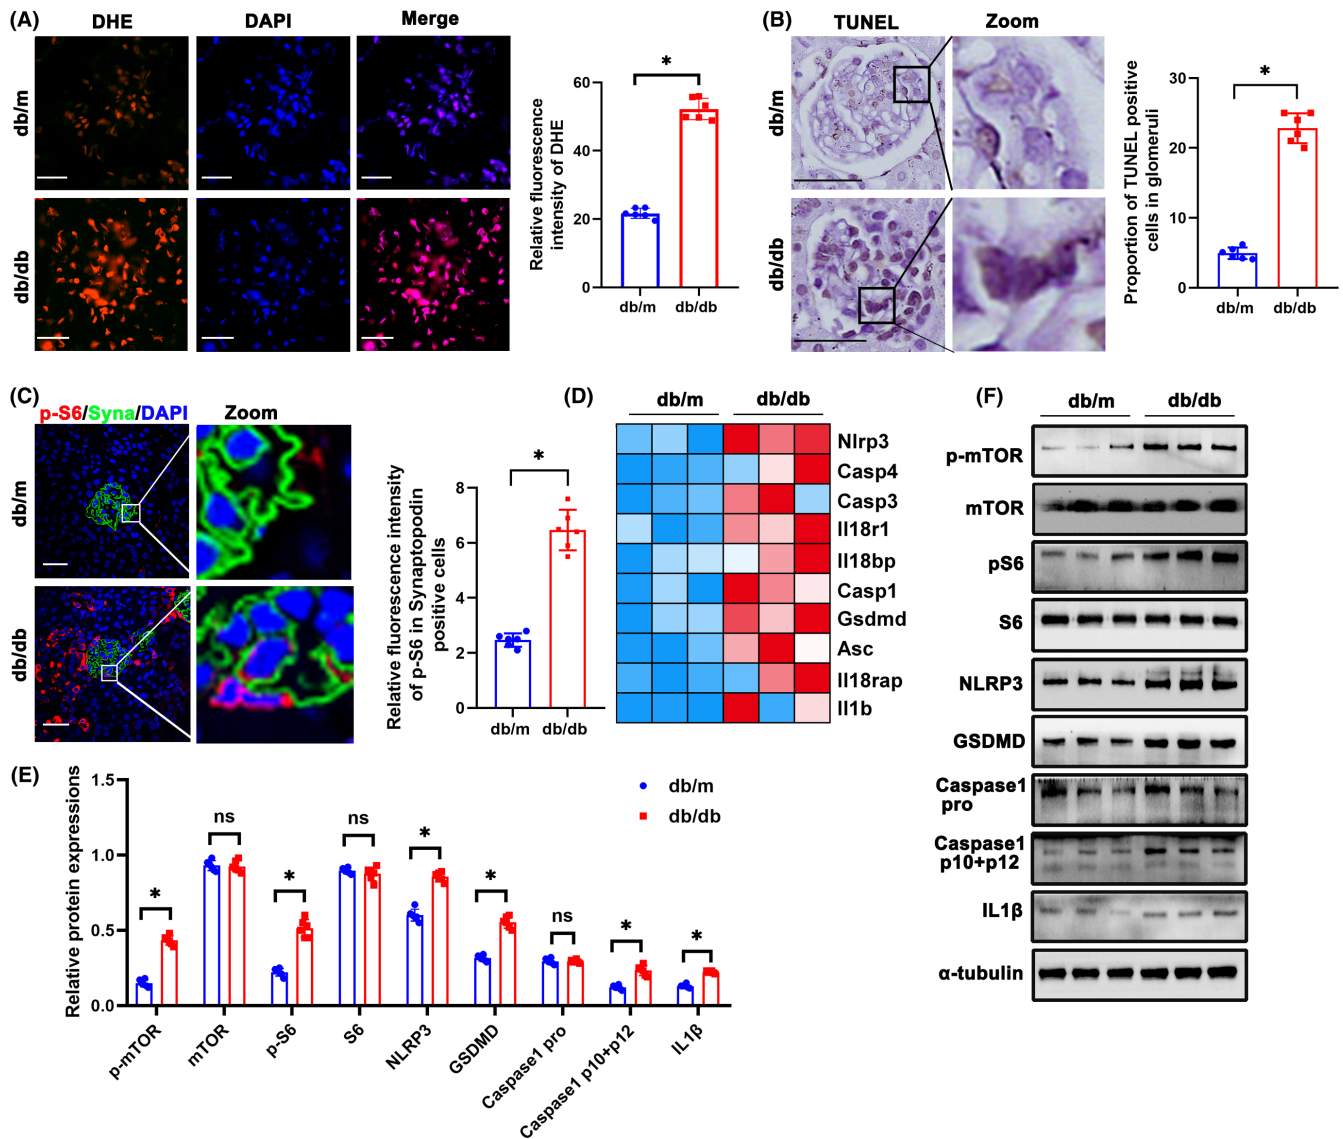 (A)
DHE
DAPI
Merge
db/m
db/db
Relative fluorescence
intensity of DHE
60
40
20
0
*
db/m
db/db
(B)
TUNEL
Zoom
db/m
db/db
Proportion of TUNEL positive
cells in glomeruli
30
20
10
0
*
db/m
db/db
(C)
p-S6/Syna/DAPI
Zoom
db/m
db/db
Relative fluorescence intensity
of p-S6 in Synaptopodin
positive cells
8
6
4
2
0
*
db/m
db/db
(D)
db/m
db/db
Nlrp3
Casp4
Casp3
Il18r1
Il18bp
Casp1
Gsdmd
Asc
Il18rap
Il1b
(F)
db/m
db/db
p-mTOR
mTOR
pS6
S6
NLRP3
GSDMD
Caspase1
pro
Caspase1
p10+p12
IL1β
α-tubulin
(E)
Relative protein expressions
1.5
1.0
0.5
0.0
db/m
db/db
*
ns
*
ns
*
*
ns
*
*
p-mTOR
mTOR
p-S6
S6
NLRP3
GSDMD
Caspase1 pro
Caspase1 p10+p12
IL1β